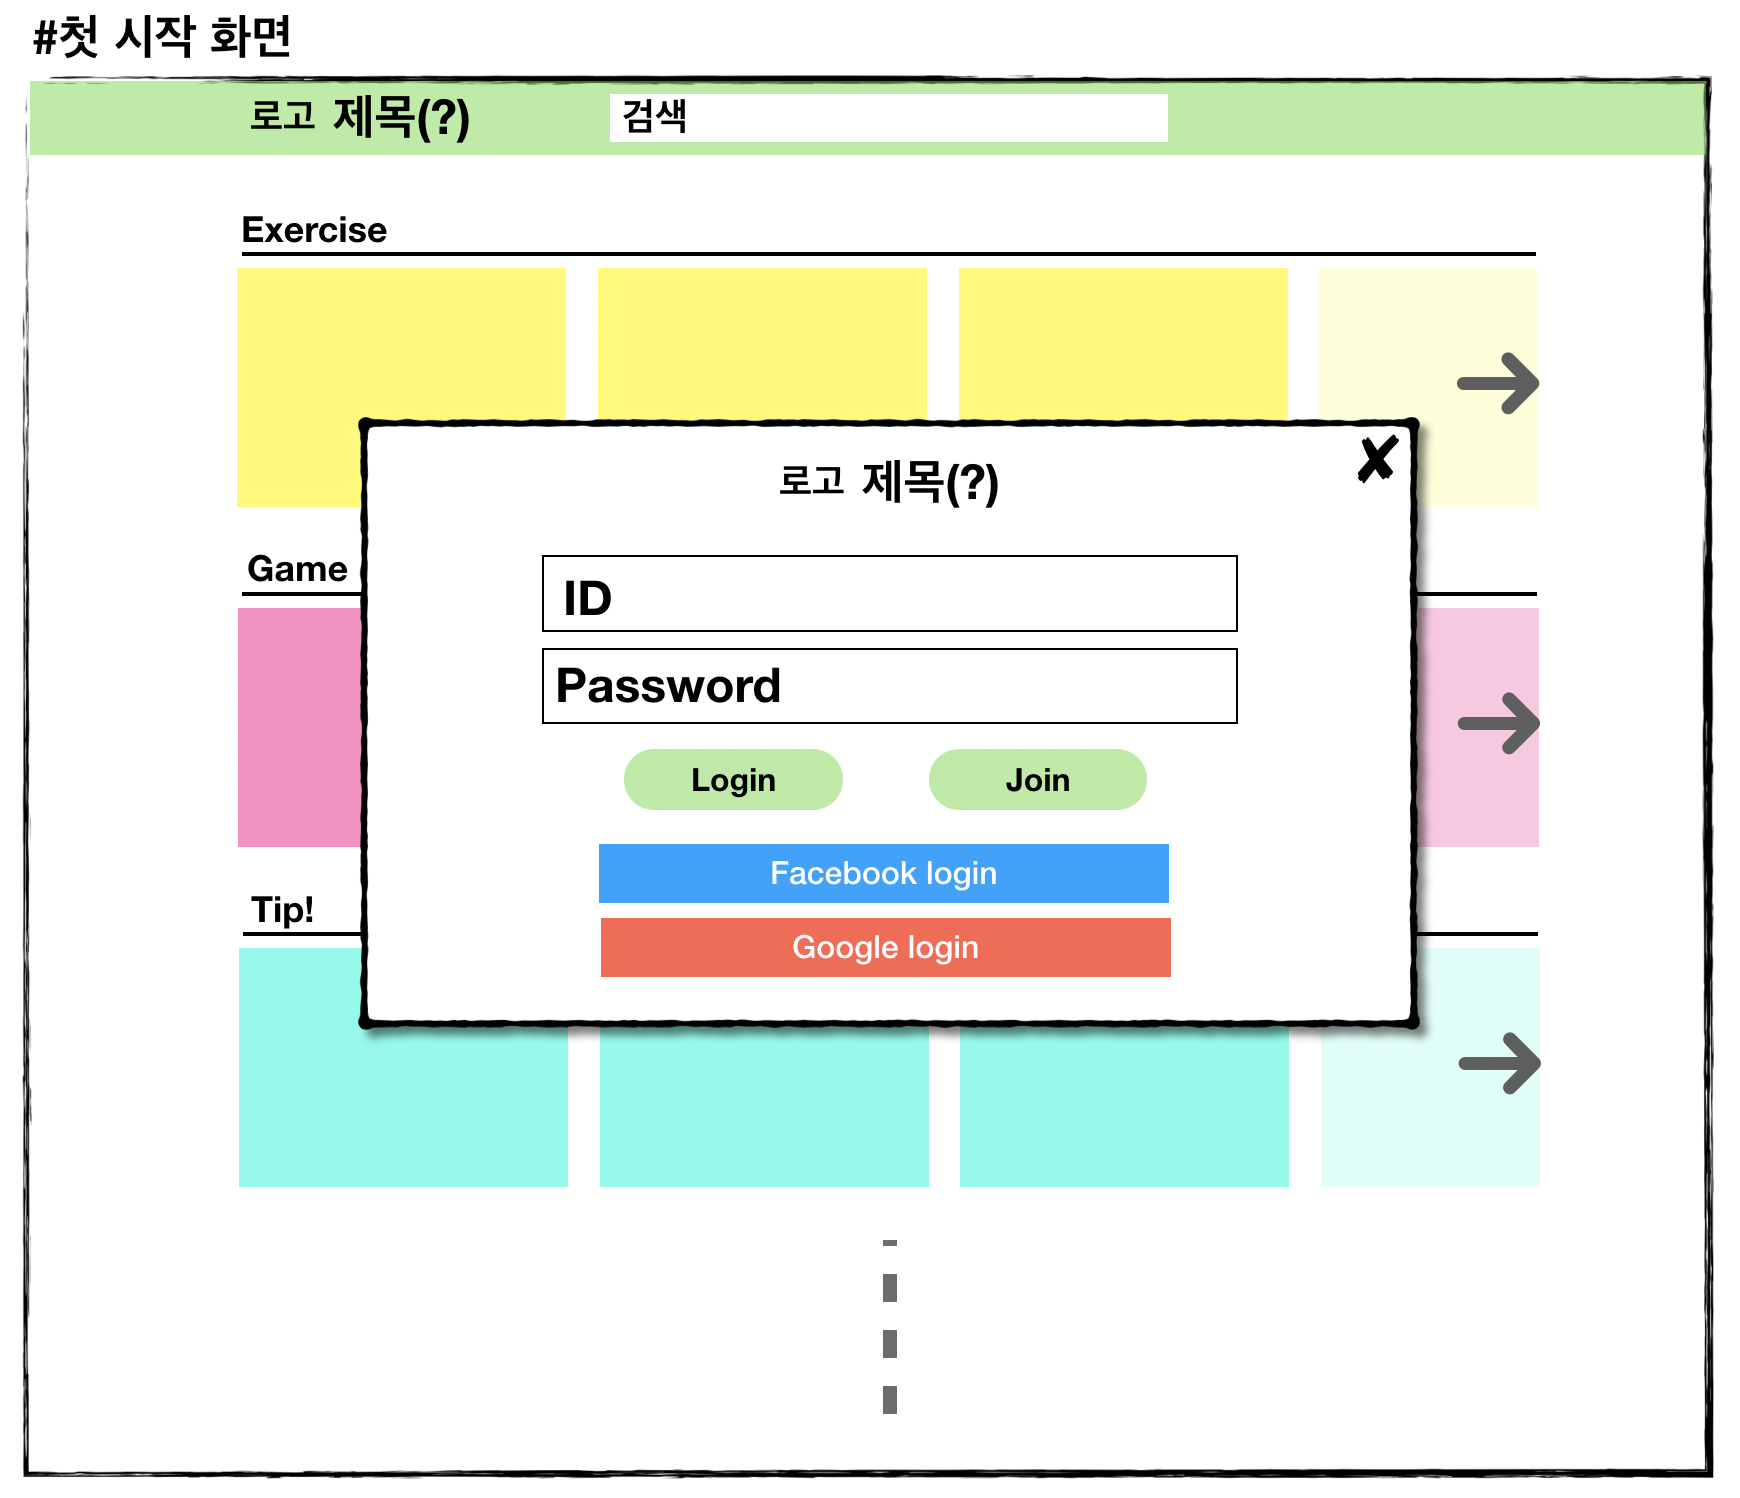 #첫 시작 화면
로고 제목(?) 검색
Exercise
로고 제목(?)
ID
Game
Password
Login Join
Facebook login
Tip!
Google login